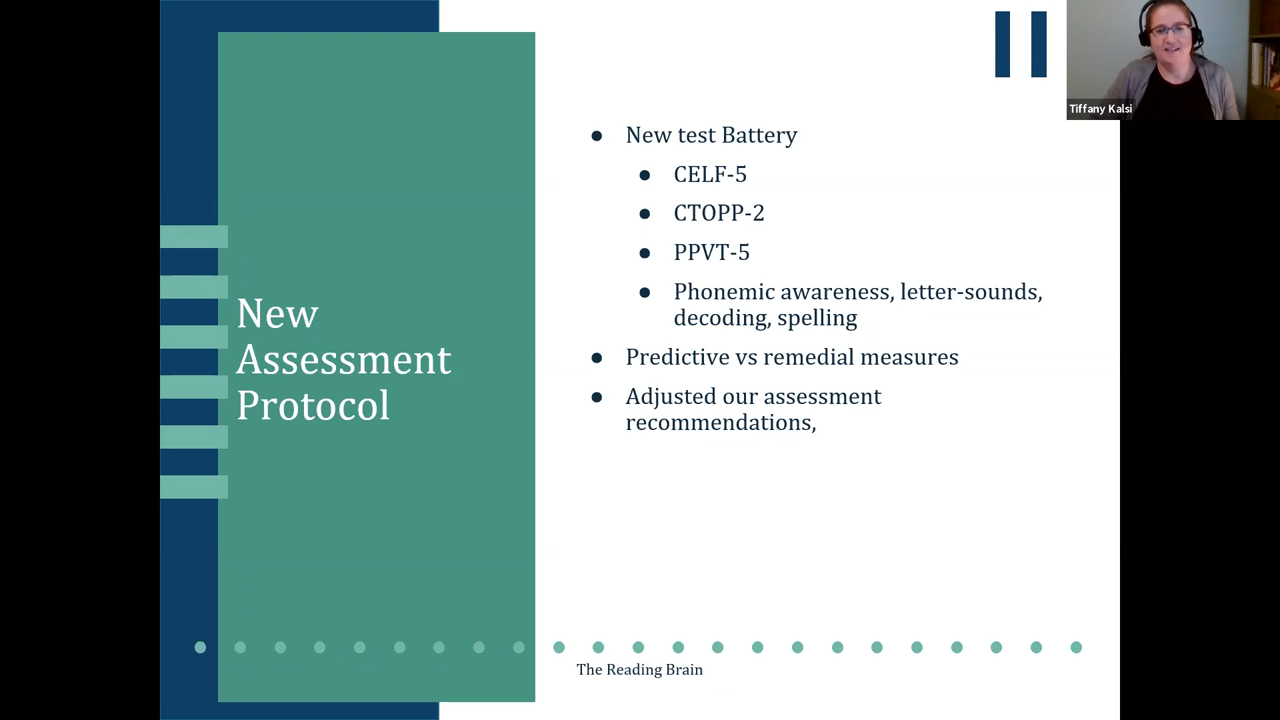 New
Assessment
Protocol
● New test Battery
● CELF-5
● CTOPP-2
● PPVT-5
● Phonemic awareness, letter-sounds,
decoding, spelling
● Predictive vs remedial measures
● Adjusted our assessment
recommendations,
The Reading Brain
Tiffany Kalsi